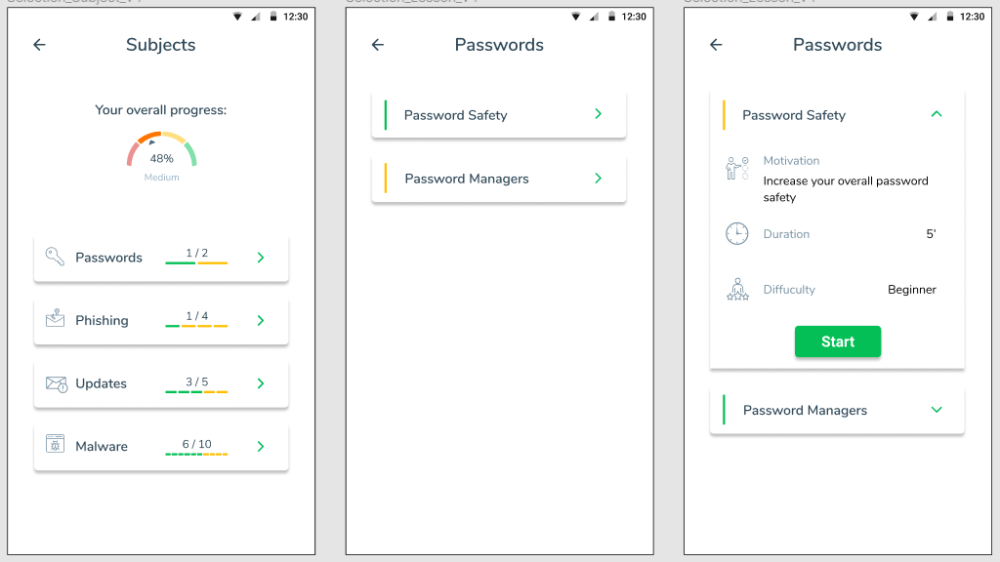 12:30
Subjects
Your overall progress:
48%
Medium
Passwords 1 / 2
Phishing 1 / 4
Updates 3 / 5
Malware 6 / 10
12:30
Passwords
Password Safety
Password Managers
12:30
Passwords
Password Safety
Motivation
Increase your overall password
safety
Duration 5'
Diffuculty Beginner
Start
Password Managers